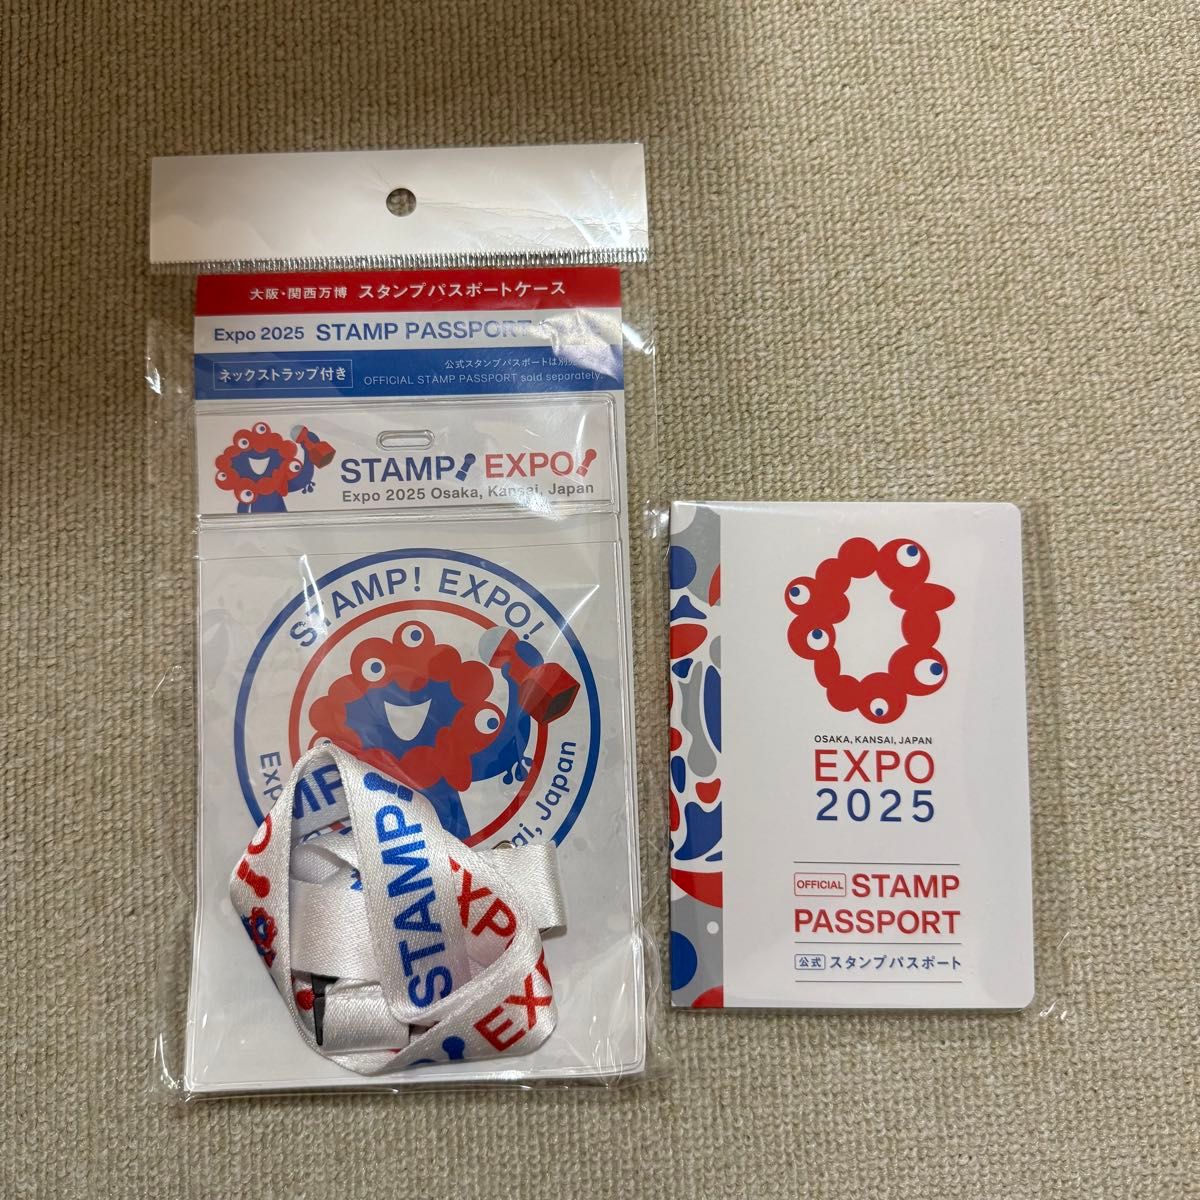 大阪・関西万博 スタンプパスポートケース
Expo 2025 STAMP PASSPORT
ネックストラップ付き
公式スタンプパスポートは別売
OFFICIAL STAMP PASSPORT sold separately.
STAMP! EXPO!
Expo 2025 Osaka, Kansai, Japan
STAMP! EXPO!
Japan
STAMP!
EXPO
OSAKA, KANSAI, JAPAN
EXPO
2025
OFFICIAL STAMP
PASSPORT
公式 スタンプパスポート